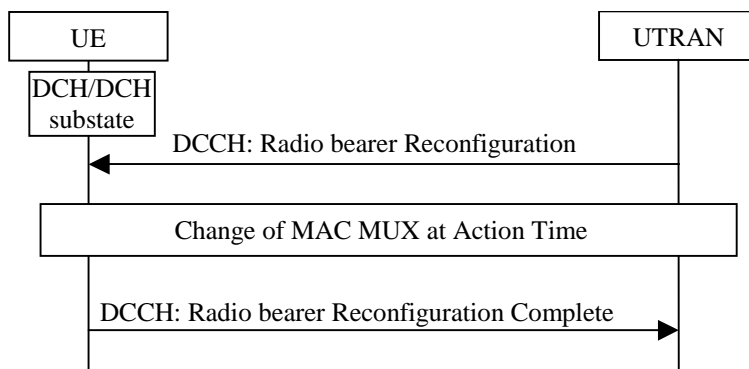 UE
UTRAN
DCH/DCH
substate
DCCH: Radio bearer Reconfiguration
Change of MAC MUX at Action Time
DCCH: Radio bearer Reconfiguration Complete